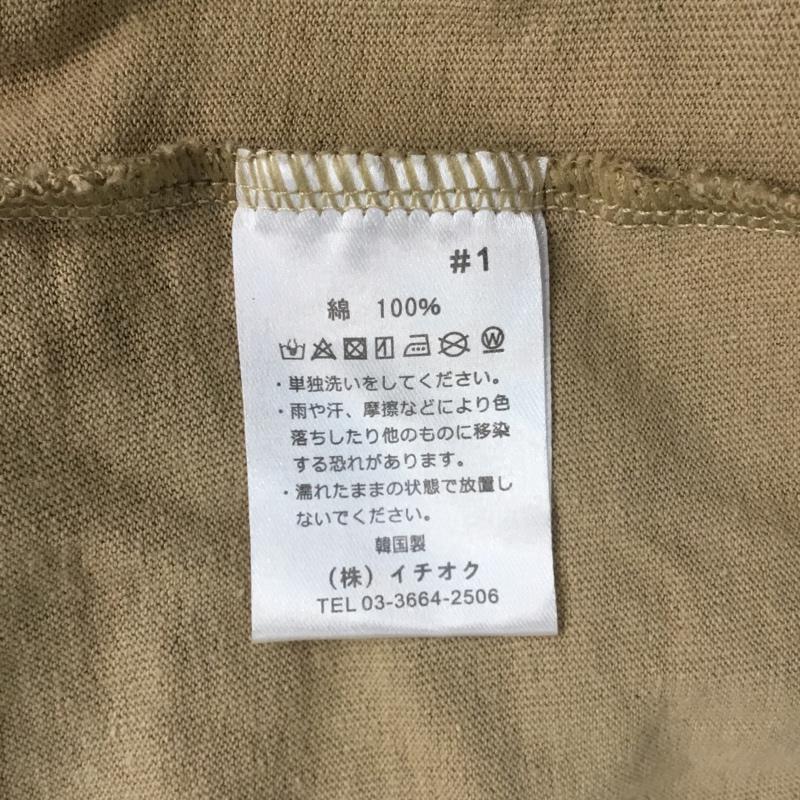 #1
綿 100%
・単独洗いをしてください。
・雨や汗、摩擦などにより色
落ちしたり他のものに移染
する恐れがあります。
・濡れたままの状態で放置し
ないでください。
韓国製
(株)イチオク
TEL 03-3664-2506